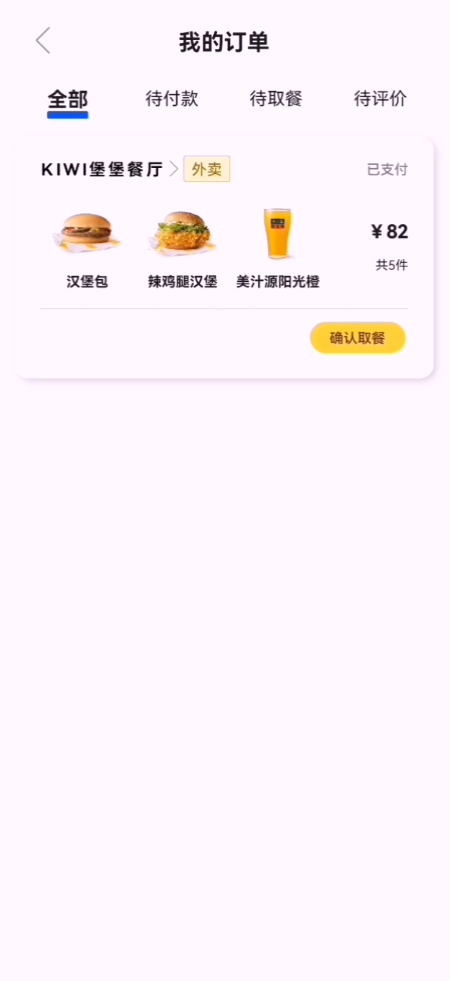 我的订单
全部 待付款 待取餐 待评价
KIWI堡堡餐厅 外卖 已支付
¥82
共5件
汉堡包 辣鸡腿汉堡 美汁源阳光橙
确认取餐